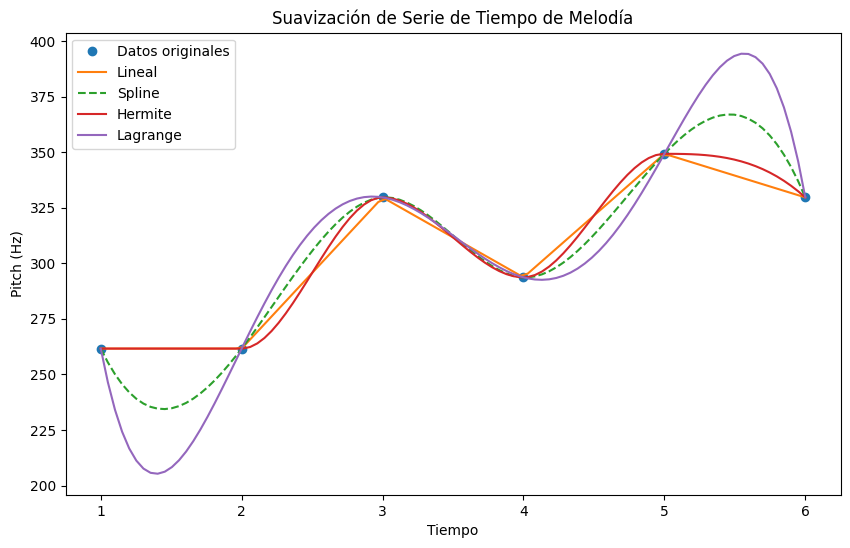 Suavización de Serie de Tiempo de Melodía
Datos originales
Lineal
Spline
Hermite
Lagrange
400
375
350
325
300
275
250
225
200
Pitch (Hz)
1 2 3 4 5 6
Tiempo